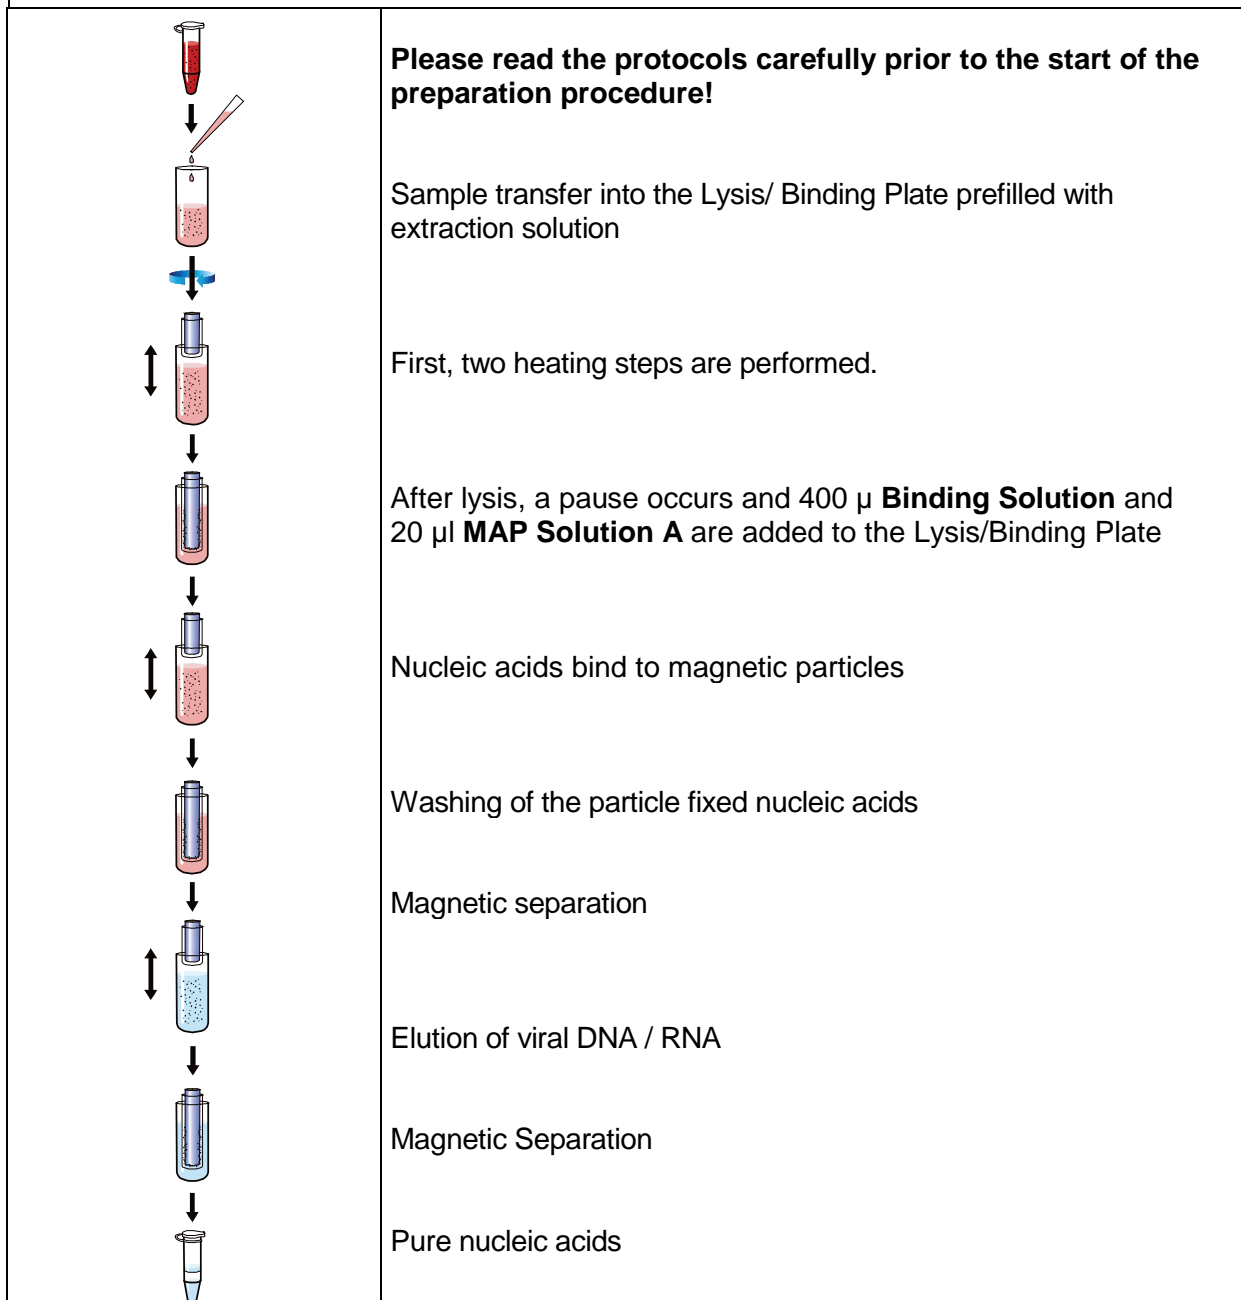 Please read the protocols carefully prior to the start of the
preparation procedure!
Sample transfer into the Lysis/ Binding Plate prefilled with
extraction solution
First, two heating steps are performed.
After lysis, a pause occurs and 400 µ Binding Solution and
20 µl MAP Solution A are added to the Lysis/Binding Plate
Nucleic acids bind to magnetic particles
Washing of the particle fixed nucleic acids
Magnetic separation
Elution of viral DNA / RNA
Magnetic Separation
Pure nucleic acids